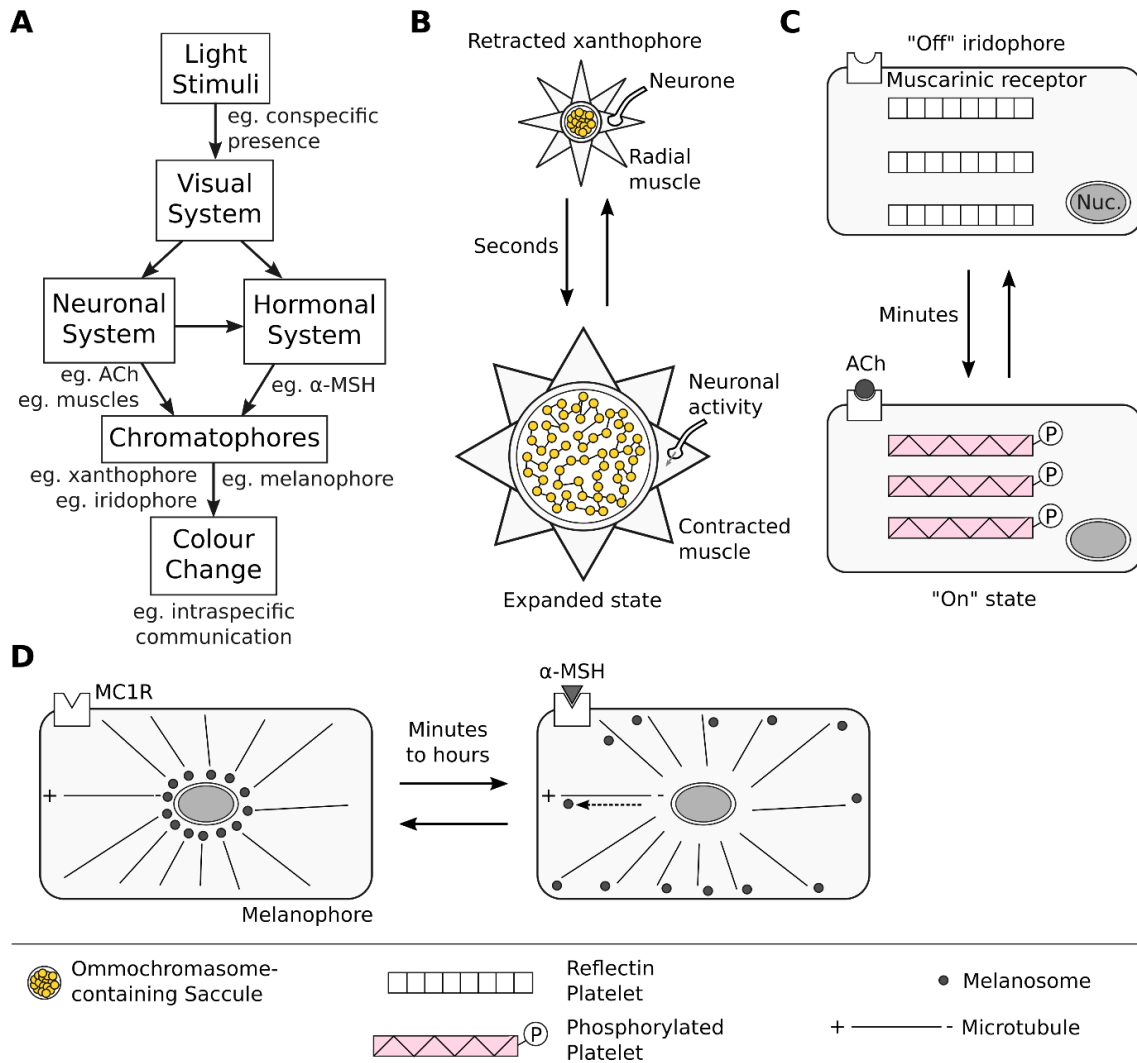 A
Light
Stimuli
eg. conspecific
presence
Visual
System
Neuronal
System
Hormonal
System
eg. ACh
eg. muscles
eg. α-MSH
Chromatophores
eg. xanthophore
eg. iridophore
eg. melanophore
Colour
Change
eg. intraspecific
communication
B
Retracted xanthophore
Neurone
Radial
muscle
Seconds
Neuronal
activity
Contracted
muscle
Expanded state
C
"Off" iridophore
Muscarinic receptor
Nuc.
Minutes
ACh
P
P
P
"On" state
D
MC1R
+
-
Melanophore
Minutes
to hours
α-MSH
+
-
Ommochromasome-
containing Saccule
Reflectin
Platelet
P
Phosphorylated
Platelet
Melanosome
+ - Microtubule